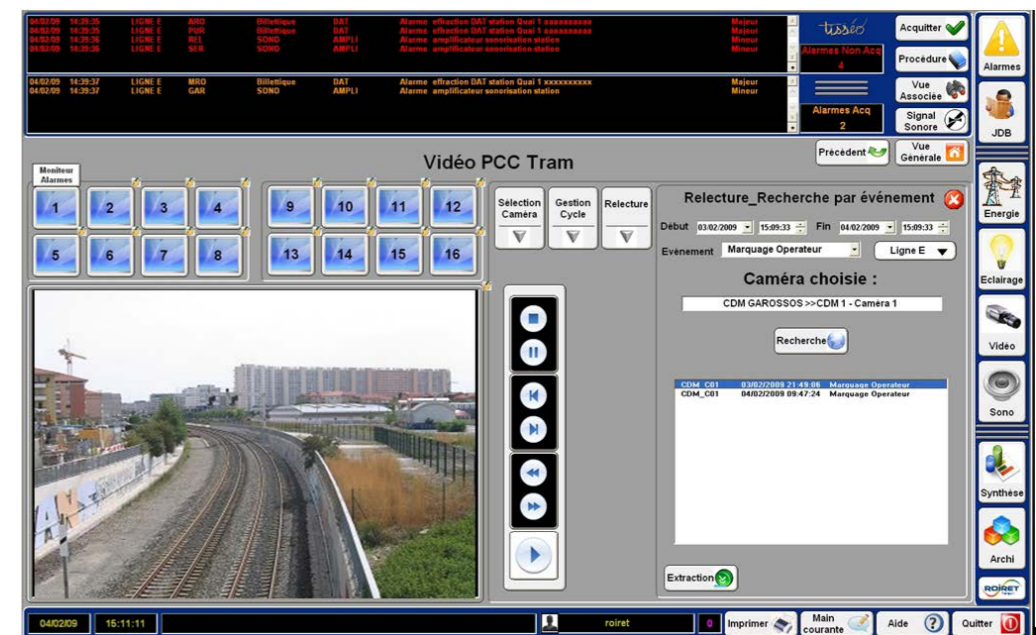 04/02/09 14:39:35 LIGNE E ARO Billettique DAT Alarme effraction DAT station Quai 1 xxxxxxxxxx Majeur
04/02/09 14:39:35 LIGNE E PUR Billettique DAT Alarme effraction DAT station Quai 1 xxxxxxxxxx Majeur
04/02/09 14:39:36 LIGNE E REL SONO AMPLI Alarme amplificateur sonorisation station Mineur
04/02/09 14:39:36 LIGNE E SER SONO AMPLI Alarme amplificateur sonorisation station Mineur
tisséo
Alarmes Non Acq
4
Acquitter
Procédure
Alarmes
04/02/09 14:39:37 LIGNE E MRO Billettique DAT Alarme effraction DAT station Quai 1 xxxxxxxxxx Majeur
04/02/09 14:39:37 LIGNE E GAR SONO AMPLI Alarme amplificateur sonorisation station Mineur
Alarmes Acq
2
Vue
Associée
Signal
Sonore
JDB
Précédent
Vue
Générale
Vidéo PCC Tram
Moniteur
Alarmes
1 2 3 4 9 10 11 12
5 6 7 8 13 14 15 16
Sélection
Caméra
Gestion
Cycle
Relecture
Relecture_Recherche par événement
Début 03/02/2009 15:09:33 Fin 04/02/2009 15:09:33
Evénement Marquage Operateur Ligne E
Caméra choisie :
CDM GAROSSOS >>CDM 1 - Caméra 1
Recherche
CDM_C01 03/02/2009 21:49:06 Marquage Operateur
CDM_C01 04/02/2009 09:47:24 Marquage Operateur
Extraction
Energie
Eclairage
Vidéo
Sono
Synthèse
Archi
ROIRET
04/02/09 15:11:11 roiret 0 Imprimer Main courante Aide Quitter